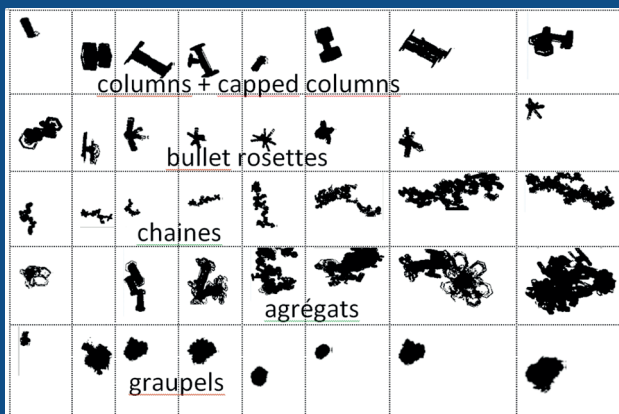 columns + capped columns
bullet rosettes
chaines
agrégats
graupels